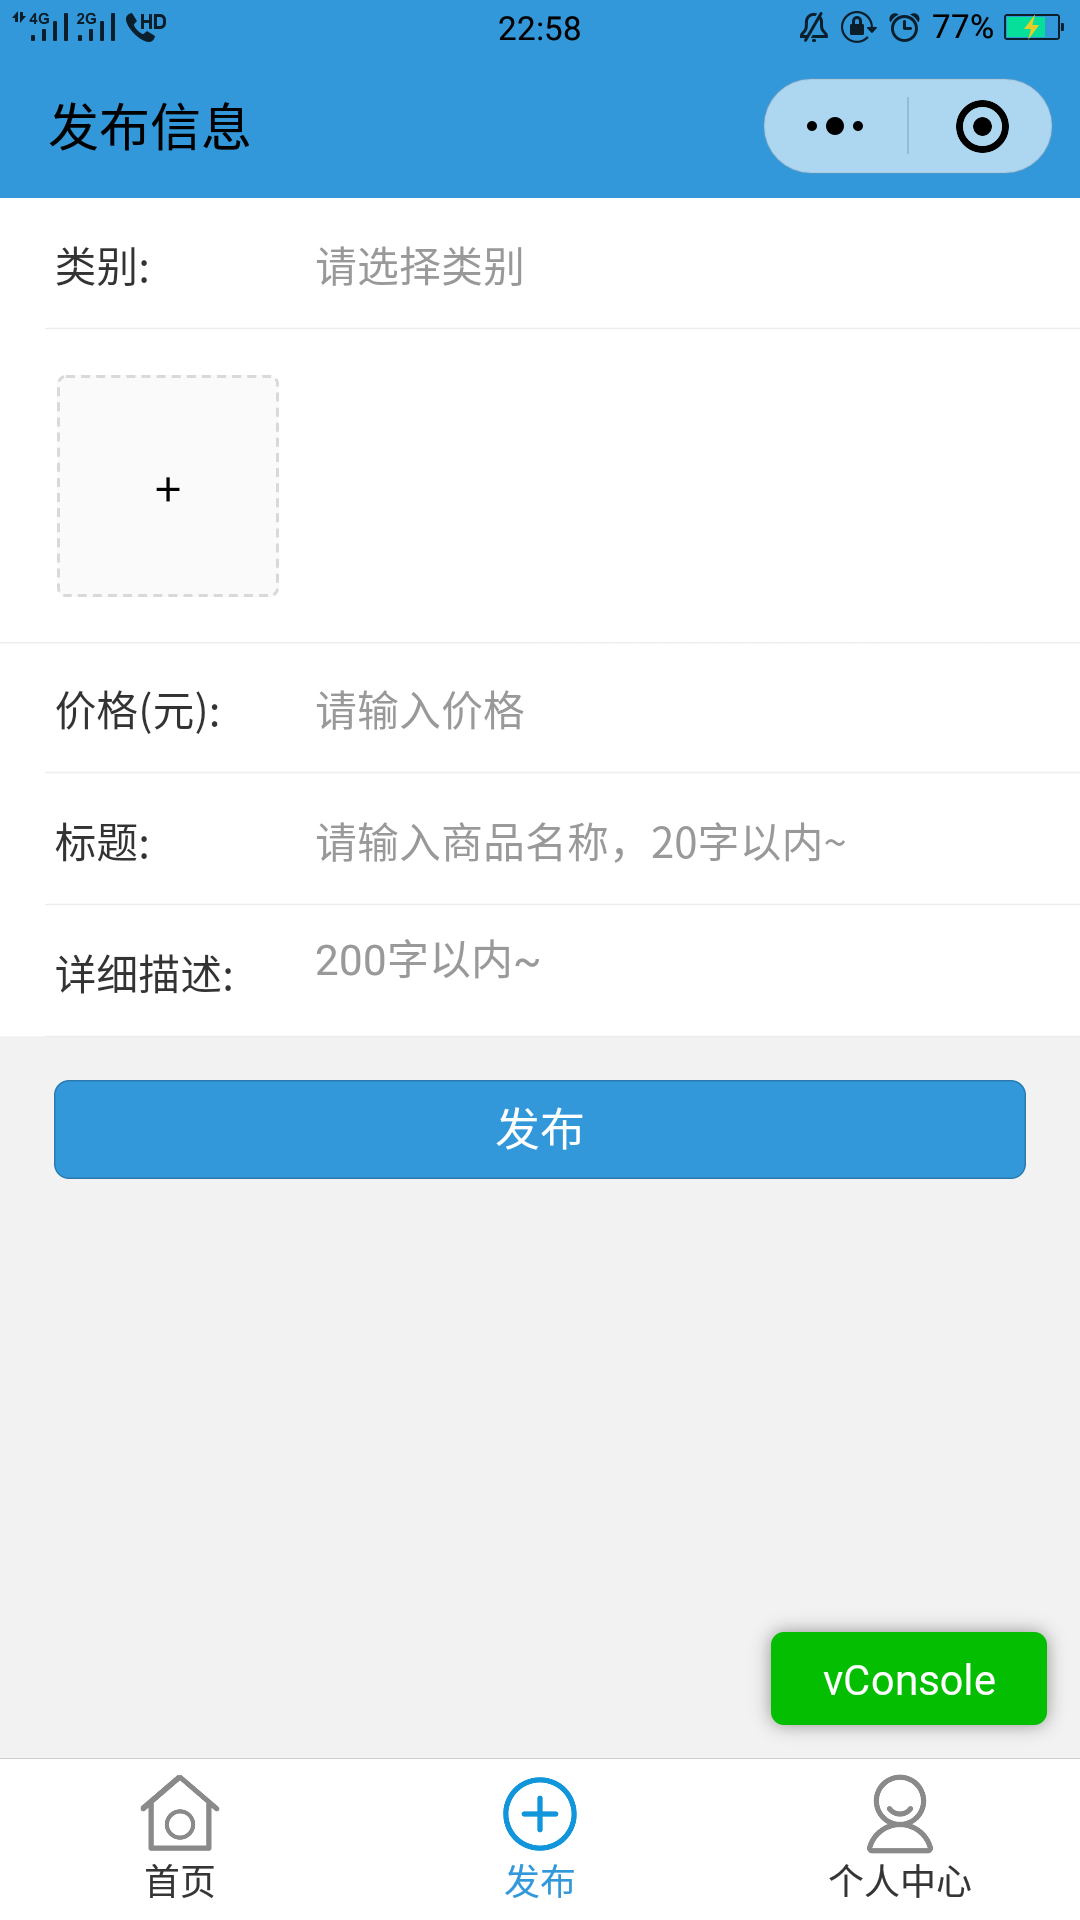 4G 2G HD 22:58 77%
发布信息
类别: 请选择类别
+
价格(元): 请输入价格
标题: 请输入商品名称，20字以内~
详细描述: 200字以内~
发布
vConsole
首页 发布 个人中心